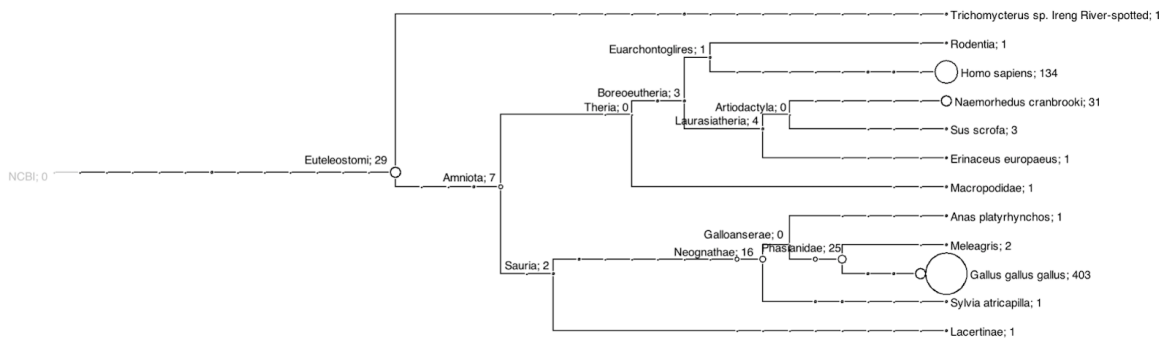 Trichomycterus sp. Ireng River-spotted; 1
Rodentia; 1
Euarchontoglires; 1
Homo sapiens; 134
Boreoeutheria; 3
Naemorhedus cranbrooki; 31
Theria; 0
Artiodactyla; 0
Laurasiatheria; 4
Sus scrofa; 3
Euteleostomi; 29
Erinaceus europaeus; 1
NCBI; 0
Amniota; 7
Macropodidae; 1
Anas platyrhynchos; 1
Galloanserae; 0
Meleagris; 2
Neognathae; 16
Phasianidae; 25
Sauria; 2
Gallus gallus gallus; 403
Sylvia atricapilla; 1
Lacertinae; 1